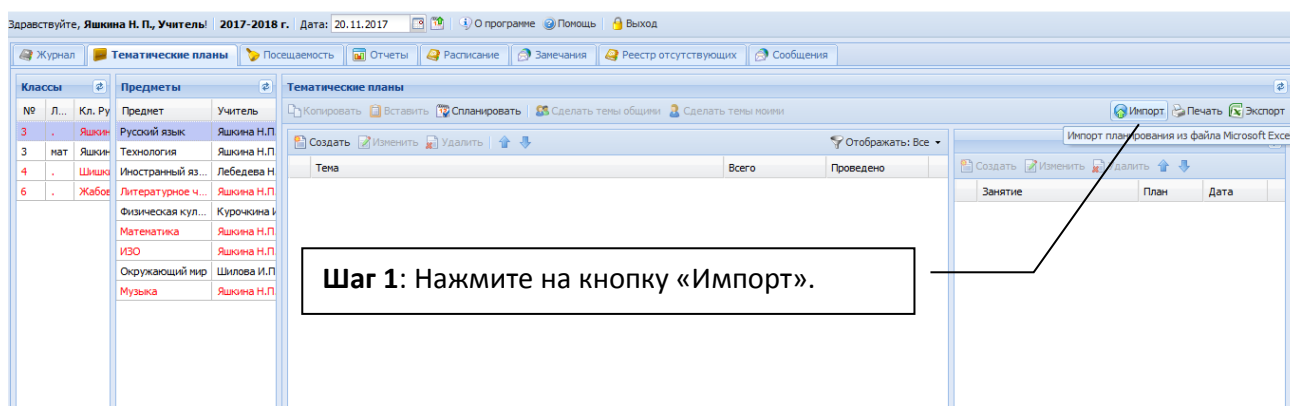 Здравствуйте, Яшкина Н. П., Учитель! 2017-2018 г. Дата: 20.11.2017 О программе Помощь Выход
Журнал Тематические планы Посещаемость Отчеты Расписание Замечания Реестр отсутствующих Сообщения
Классы Предметы Тематические планы
№ Л... Кл. Ру Предмет Учитель Копировать Вставить Спланировать Сделать темы общими Сделать темы моими Импорт Печать Экспорт
3 . Яшкин Русский язык Яшкина Н.П
Создать Изменить Удалить Отображать: Все Импорт планирования из файла Microsoft Exce
3 мат Яшкин Технология Яшкина Н.П
Тема Всего Проведено Создать Изменить Удалить
4 . Шишка Иностранный яз... Лебедева Н
6 . Жабов Литературное ч... Яшкина Н.П Занятие План Дата
Физическая кул... Курочкина И
Математика Яшкина Н.П
ИЗО Яшкина Н.П
Окружающий мир Шилова И.П
Музыка Яшкина Н.П
Шаг 1: Нажмите на кнопку «Импорт».